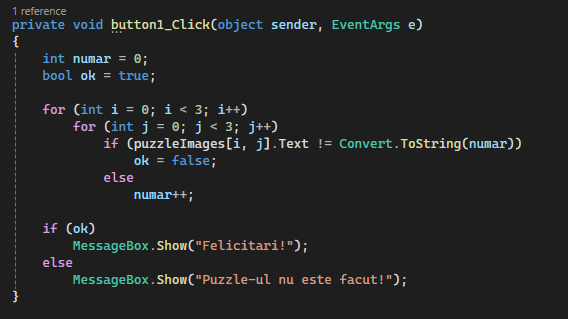 1 reference
private void button1_Click(object sender, EventArgs e)
{
    int numar = 0;
    bool ok = true;

    for (int i = 0; i < 3; i++)
        for (int j = 0; j < 3; j++)
            if (puzzleImages[i, j].Text != Convert.ToString(numar))
                ok = false;
            else
                numar++;

    if (ok)
        MessageBox.Show("Felicitari!");
    else
        MessageBox.Show("Puzzle-ul nu este facut!");
}